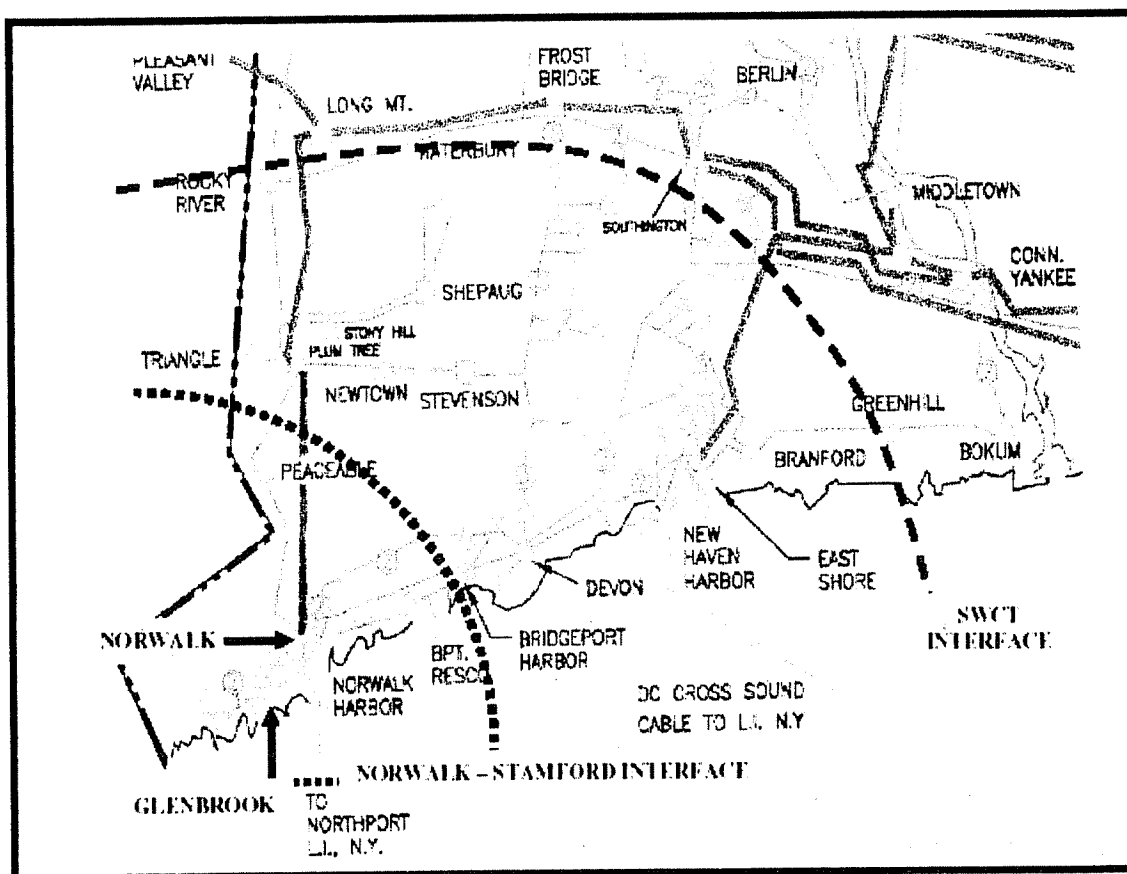 PLEASANT
VALLEY
FROST
BRIDGE
BERLIN
LONG MT.
WATERBURY
ROCKY
RIVER
MIDDLETOWN
SOUTHINGTON
CONN.
YANKEE
SHEPAUG
STONY HILL
PLUM TREE
TRIANGLE
NEWTOWN
STEVENSON
GREENHILL
PEACEABLE
BRANFORD
BOKUM
NEW
HAVEN
HARBOR
EAST
SHORE
DEVON
NORWALK
BRIDGEPORT
HARBOR
BPT.
RESCO
SWCT
INTERFACE
NORWALK
HARBOR
DC CROSS SOUND
CABLE TO L.I. N.Y
NORWALK – STAMFORD INTERFACE
GLENBROOK
TO
NORTHPORT
L.I., N.Y.